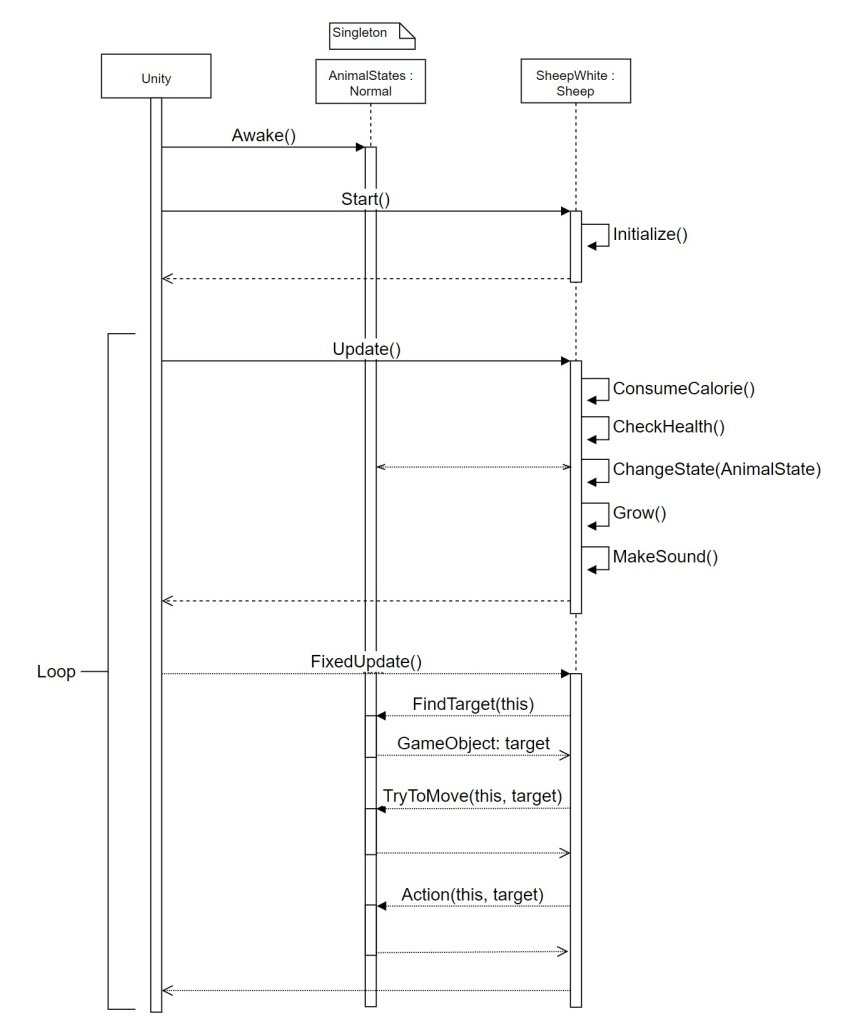 Singleton
Unity
AnimalStates :
Normal
SheepWhite :
Sheep
Awake()
Start()
Initialize()
Update()
ConsumeCalorie()
CheckHealth()
ChangeState(AnimalState)
Grow()
MakeSound()
FixedUpdate()
Loop
FindTarget(this)
GameObject: target
TryToMove(this, target)
Action(this, target)